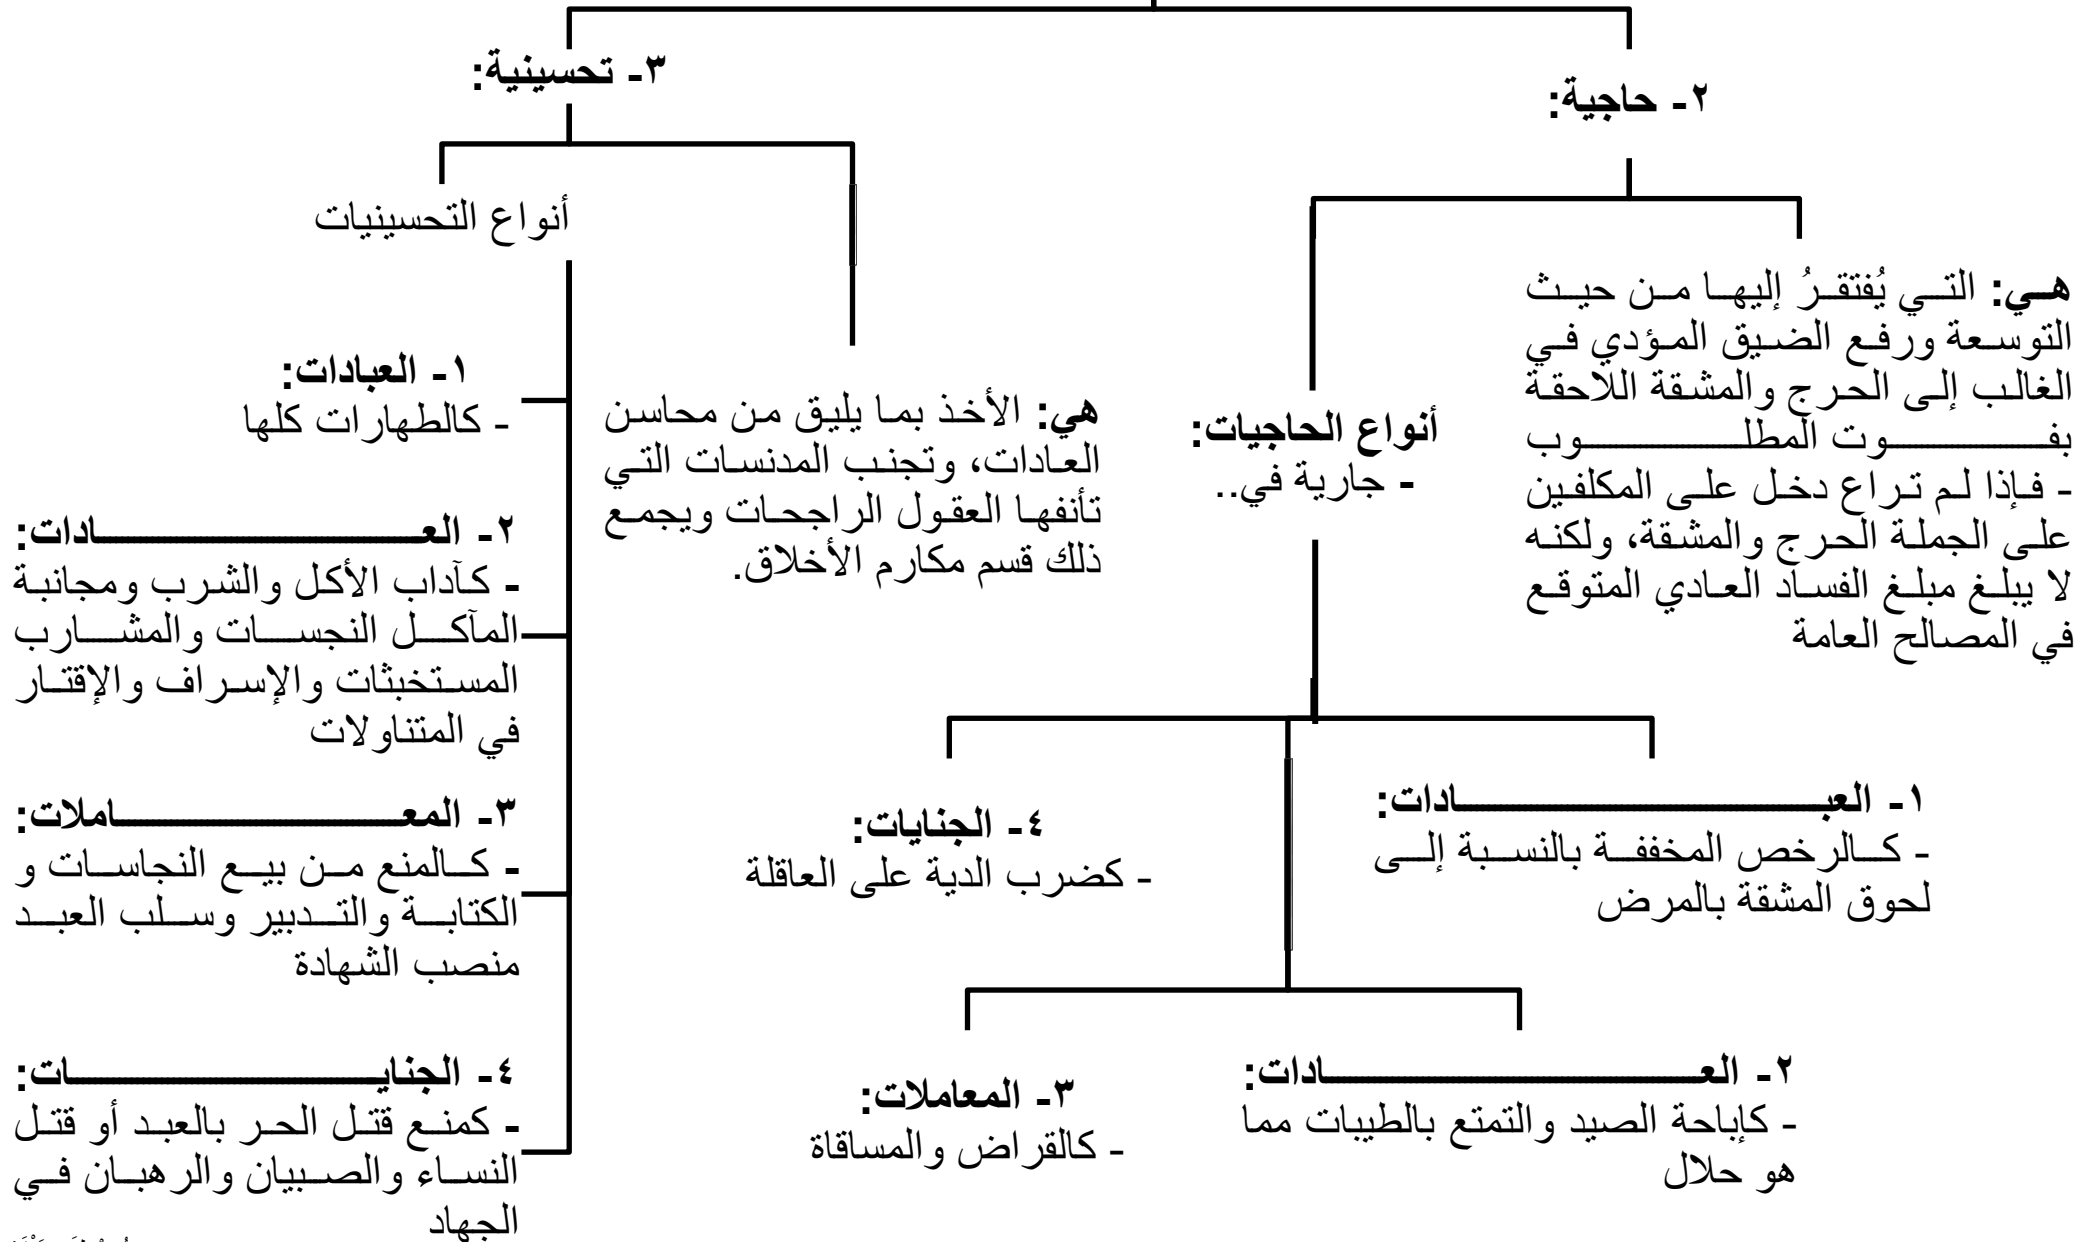 ٢- حاجية:
هي: التي يُفتقرُ إليها من حيث
التوسعة ورفع الضيق المؤدي في
الغالب إلى الحرج والمشقة اللاحقة
بفوت المطلوب
- فإذا لم تراع دخل على المكلفين
على الجملة الحرج والمشقة، ولكنه
لا يبلغ مبلغ الفساد العادي المتوقع
في المصالح العامة
أنواع الحاجيات:
- جارية في..
١- العبادات:
- كالرخص المخففة بالنسبة إلى
لحوق المشقة بالمرض
٢- العادات:
- كإباحة الصيد والتمتع بالطيبات مما
هو حلال
٣- المعاملات:
- كالقراض والمساقاة
٤- الجنايات:
- كضرب الدية على العاقلة
٣- تحسينية:
هي: الأخذ بما يليق من محاسن
العادات، وتجنب المدنسات التي
تأنفها العقول الراجحات ويجمع
ذلك قسم مكارم الأخلاق.
أنواع التحسينيات
١- العبادات:
- كالطهارات كلها
٢- العادات:
- كآداب الأكل والشرب ومجانبة
المآكل النجسات والمشارب
المستخبثات والإسراف والإقتار
في المتناولات
٣- المعاملات:
- كالمنع من بيع النجاسات و
الكتابة والتدبير وسلب العبد
منصب الشهادة
٤- الجنايات:
- كمنع قتل الحر بالعبد أو قتل
النساء والصبيان والرهبان في
الجهاد